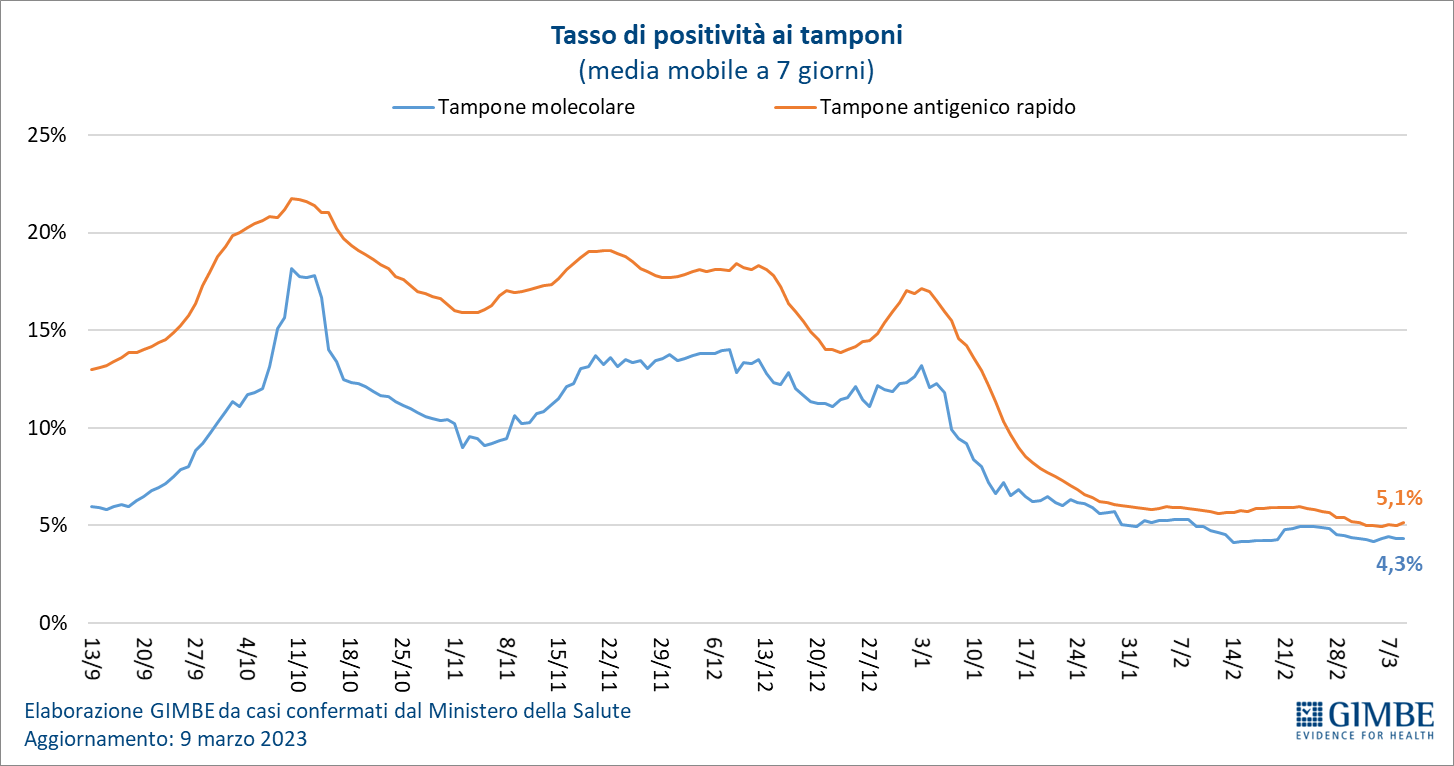 Tasso di positività ai tamponi
(media mobile a 7 giorni)
Tampone molecolare Tampone antigenico rapido
25%
20%
15%
10%
5%
0%
5,1%
4,3%
13/9 20/9 27/9 4/10 11/10 18/10 25/10 1/11 8/11 15/11 22/11 29/11 6/12 13/12 20/12 27/12 3/1 10/1 17/1 24/1 31/1 7/2 14/2 21/2 28/2 7/3
Elaborazione GIMBE da casi confermati dal Ministero della Salute
Aggiornamento: 9 marzo 2023
GIMBE
EVIDENCE FOR HEALTH